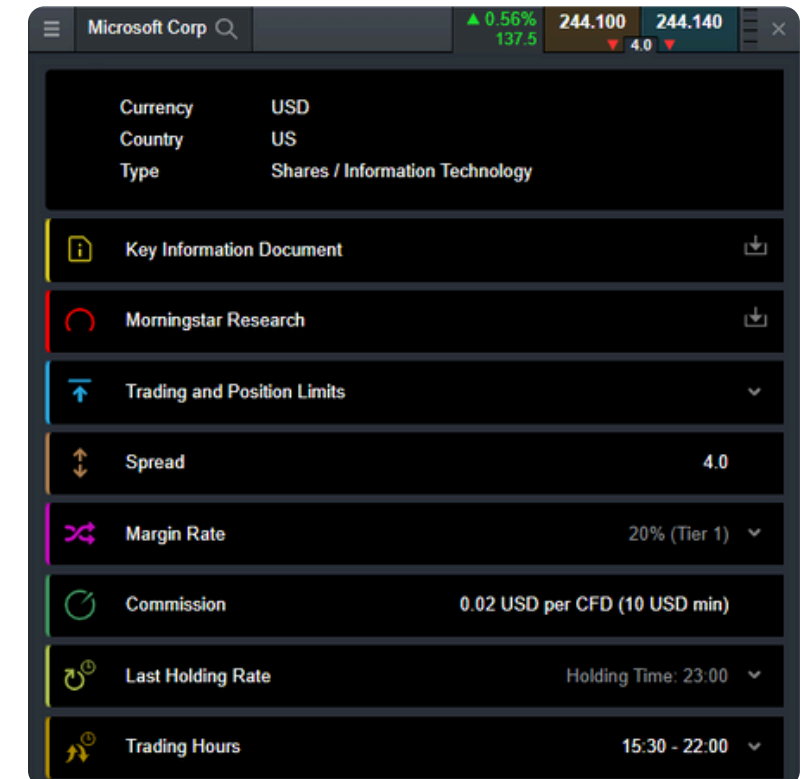 Microsoft Corp
▲ 0.56%
137.5
244.100 244.140
▼ 4.0 ▼
Currency USD
Country US
Type Shares / Information Technology
Key Information Document
Morningstar Research
Trading and Position Limits
Spread 4.0
Margin Rate 20% (Tier 1)
Commission 0.02 USD per CFD (10 USD min)
Last Holding Rate Holding Time: 23:00
Trading Hours 15:30 - 22:00